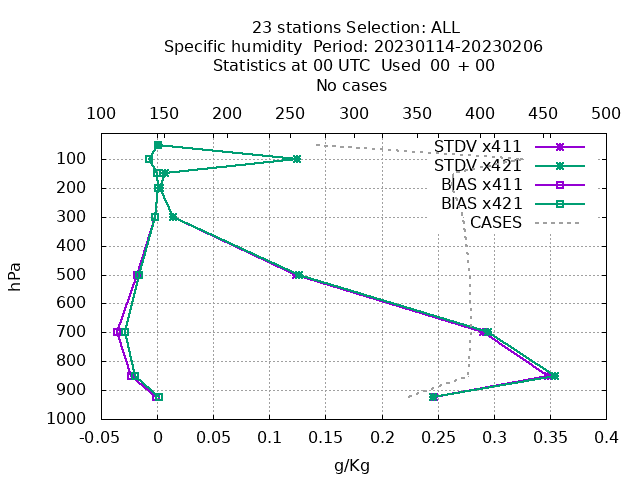 23 stations Selection: ALL
Specific humidity  Period: 20230114-20230206
Statistics at 00 UTC  Used  00 + 00
No cases
100 150 200 250 300 350 400 450 500
STDV x411
STDV x421
BIAS x411
BIAS x421
CASES
100
200
300
400
500
600
700
800
900
1000
hPa
-0.05 0 0.05 0.1 0.15 0.2 0.25 0.3 0.35 0.4
g/Kg